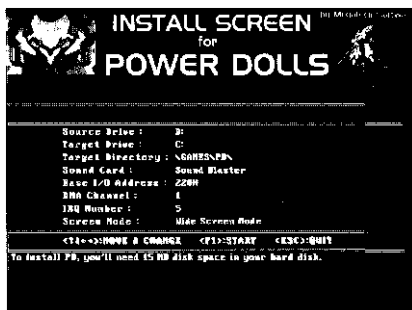 INSTALL SCREEN
for
POWER DOLLS
Source Drive : D:
Target Drive : C:
Target Directory : \GAMES\PD\
Sound Card : Sound Blaster
Base I/O Address : 220H
DMA Channel : 1
IRQ Number : 5
Screen Mode : Wide Screen Mode
<↑↓←→>:MOVE & CHANGE <F1>:START <ESC>:QUIT
To install PD, you'll need 15 MB disk space in your hard disk.